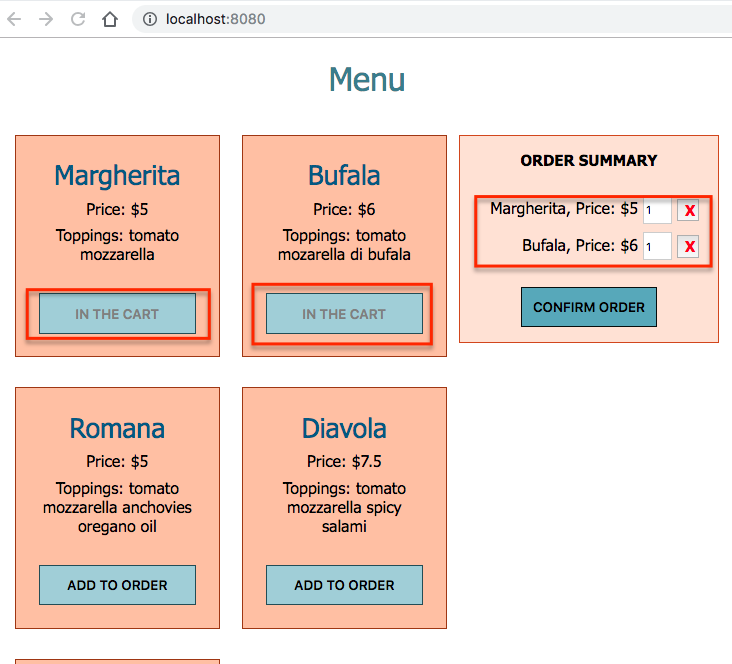 localhost:8080
Menu
Margherita
Price: $5
Toppings: tomato
mozzarella
IN THE CART
Bufala
Price: $6
Toppings: tomato
mozarella di bufala
IN THE CART
ORDER SUMMARY
Margherita, Price: $5 1 X
Bufala, Price: $6 1 X
CONFIRM ORDER
Romana
Price: $5
Toppings: tomato
mozzarella anchovies
oregano oil
ADD TO ORDER
Diavola
Price: $7.5
Toppings: tomato
mozzarella spicy
salami
ADD TO ORDER